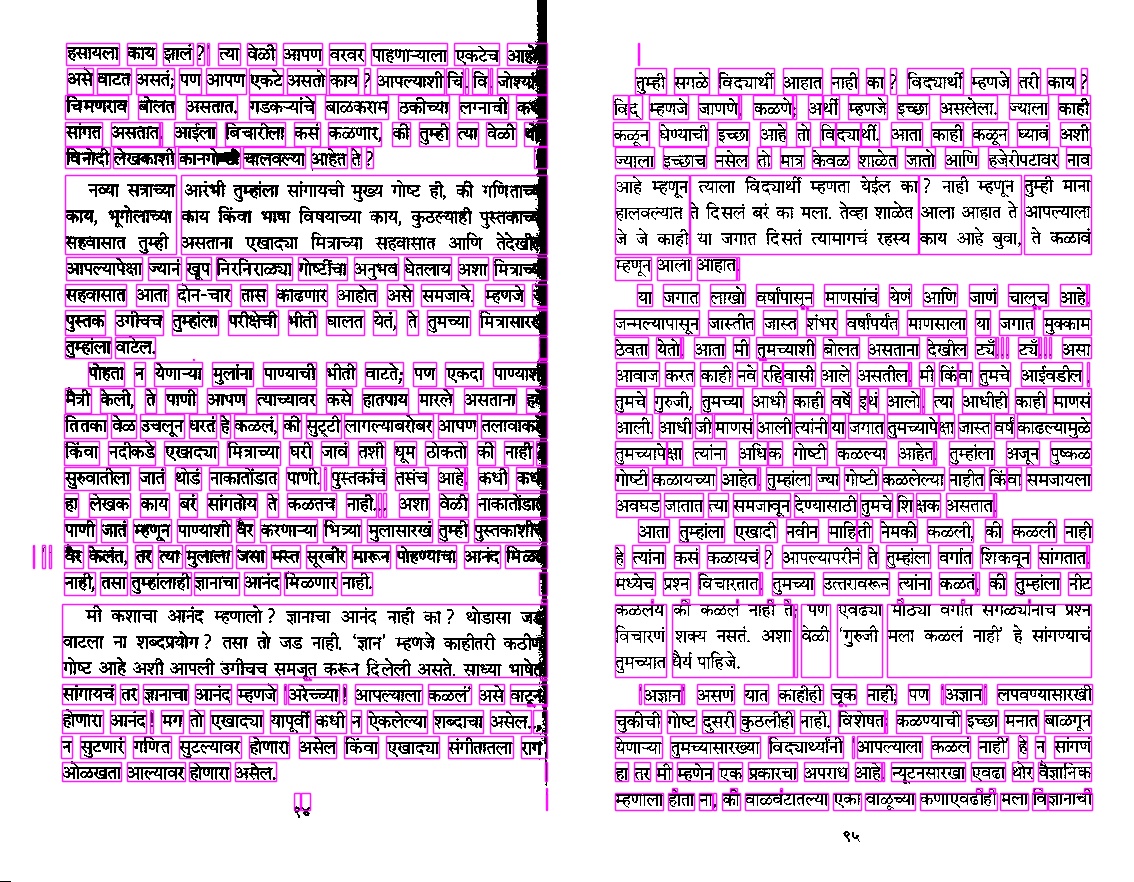 हसायला काय झालं? त्या वेळी आपण वरवर पाहणाऱ्याला एकटेच आहे
असे वाटत असतं; पण आपण एकटे असतो काय? आपल्याशी चिं. वि. जोश्यां
चिमणराव बोलत असतात. गडकऱ्यांचे बाळकराम ठकीच्या लग्नाची
सांगत असतात. आईला बिचारीला कसं कळणार, की तुम्ही त्या वेळी
विनोदी लेखकाशी कानगोष्टी चालवल्या आहेत ते?
नव्या सत्राच्या आरंभी तुम्हांला सांगायची मुख्य गोष्ट ही, की गणिताच्या
काय, भूगोलाच्या काय किंवा भाषा विषयाच्या काय, कुठल्याही पुस्तकाच्या
सहवासात तुम्ही असताना एखाद्या मित्राच्या सहवासात आणि तेदेखील
आपल्यापेक्षा ज्यानं खूप निरनिराळ्या गोष्टींचा अनुभव घेतलाय अशा मित्राच्या
सहवासात आता दोन-चार तास काढणार आहोत असे समजावे. म्हणजे
पुस्तक उगीचच तुम्हांला परीक्षेची भीती घालत येतं, ते तुमच्या मित्रासारखं
तुम्हांला वाटेल.
पोहता न येणाऱ्या मुलांना पाण्याची भीती वाटते; पण एकदा पाण्याशी
मैत्री केली, ते पाणी आपण त्याच्यावर कसे हातपाय मारले असताना
तितका वेळ उचलून धरतं हे कळलं, की सुट्टी लागल्याबरोबर आपण तलावाकडे
किंवा नदीकडे एखाद्या मित्राच्या घरी जावं तशी धूम ठोकतो की नाही
सुरुवातीला जातं थोडं नाकातोंडात पाणी. पुस्तकांचं तसंच आहे. कधी कधी
हा लेखक काय बरं सांगतोय ते कळतच नाही... अशा वेळी नाकातोंडात
पाणी जातं म्हणून पाण्याशी वैर करणाऱ्या भित्र्या मुलासारखं तुम्ही पुस्तकाशीच
वैर केलंत, तर त्या मुलाला जसा मस्त सूरबीर मारून पोहण्याचा आनंद मिळत
नाही, तसा तुम्हांलाही ज्ञानाचा आनंद मिळणार नाही.
मी कशाचा आनंद म्हणालो? ज्ञानाचा आनंद नाही का? थोडासा जड
वाटला ना शब्दप्रयोग? तसा तो जड नाही. ‘ज्ञान’ म्हणजे काहीतरी कठीण
गोष्ट आहे अशी आपली उगीचच समजूत करून दिलेली असते. साध्या भाषेत
सांगायचं तर ज्ञानाचा आनंद म्हणजे ‘अरेच्च्या! आपल्याला कळलं’ असे वाटून
होणारा आनंद! मग तो एखाद्या यापूर्वी कधी न ऐकलेल्या शब्दाचा असेल...
न सुटणारं गणित सुटल्यावर होणारा असेल किंवा एखाद्या संगीतातला राग
ओळखता आल्यावर होणारा असेल.
१४
तुम्ही सगळे विद्यार्थी आहात नाही का? विद्यार्थी म्हणजे तरी काय?
विद् म्हणजे जाणणे, कळणे, अर्थी म्हणजे इच्छा असलेला. ज्याला काही
कळून घेण्याची इच्छा आहे तो विद्यार्थी. आता काही कळून घ्यावं अशी
ज्याला इच्छाच नसेल तो मात्र केवळ शाळेत जातो आणि हजेरीपटावर नाव
आहे म्हणून त्याला विद्यार्थी म्हणता येईल का? नाही म्हणून तुम्ही माना
हालवल्यात ते दिसलं बरं का मला. तेव्हा शाळेत आला आहात ते आपल्याला
जे जे काही या जगात दिसतं त्यामागचं रहस्य काय आहे बुवा, ते कळावं
म्हणून आला आहात.
या जगात लाखो वर्षांपासून माणसांचं येणं आणि जाणं चालूच आहे.
जन्मल्यापासून जास्तीत जास्त शंभर वर्षांपर्यंत माणसाला या जगात मुक्काम
ठेवता येतो. आता मी तुमच्याशी बोलत असताना देखील ट्यँ!!! ट्यँ!!! असा
आवाज करत काही नवे रहिवासी आले असतील. मी किंवा तुमचे आईवडील,
तुमचे गुरुजी, तुमच्या आधी काही वर्षे इथं आलो. त्या आधीही काही माणसं
आली. आधी जी माणसं आली त्यांनी या जगात तुमच्यापेक्षा जास्त वर्षं काढल्यामुळे
तुमच्यापेक्षा त्यांना अधिक गोष्टी कळल्या आहेत. तुम्हांला अजून पुष्कळ
गोष्टी कळायच्या आहेत. तुम्हांला ज्या गोष्टी कळलेल्या नाहीत किंवा समजायला
अवघड जातात त्या समजावून देण्यासाठी तुमचे शिक्षक असतात.
आता तुम्हांला एखादी नवीन माहिती नेमकी कळली, की कळली नाही
हे त्यांना कसं कळायचं? आपल्यापरीनं ते तुम्हांला वर्गात शिकवून सांगतात.
मध्येच प्रश्न विचारतात. तुमच्या उत्तरावरून त्यांना कळतं, की तुम्हांला नीट
कळलंय की कळलं नाही ते. पण एवढ्या मोठ्या वर्गात सगळ्यांनाच प्रश्न
विचारणं शक्य नसतं. अशा वेळी ‘गुरुजी मला कळलं नाही’ हे सांगण्याचं
तुमच्यात धैर्य पाहिजे.
‘अज्ञान’ असणं यात काहीही चूक नाही; पण ‘अज्ञान’ लपवण्यासारखी
चुकीची गोष्ट दुसरी कुठलीही नाही. विशेषत: कळण्याची इच्छा मनात बाळगून
येणाऱ्या तुमच्यासारख्या विद्यार्थ्यांनी ‘आपल्याला कळलं नाही’ हे न सांगणं
हा तर मी म्हणेन एक प्रकारचा अपराध आहे. न्यूटनसारखा एवढा थोर वैज्ञानिक
म्हणाला होता ना, की वाळवंटातल्या एका वाळूच्या कणाएवढीही मला विज्ञानाची
१५